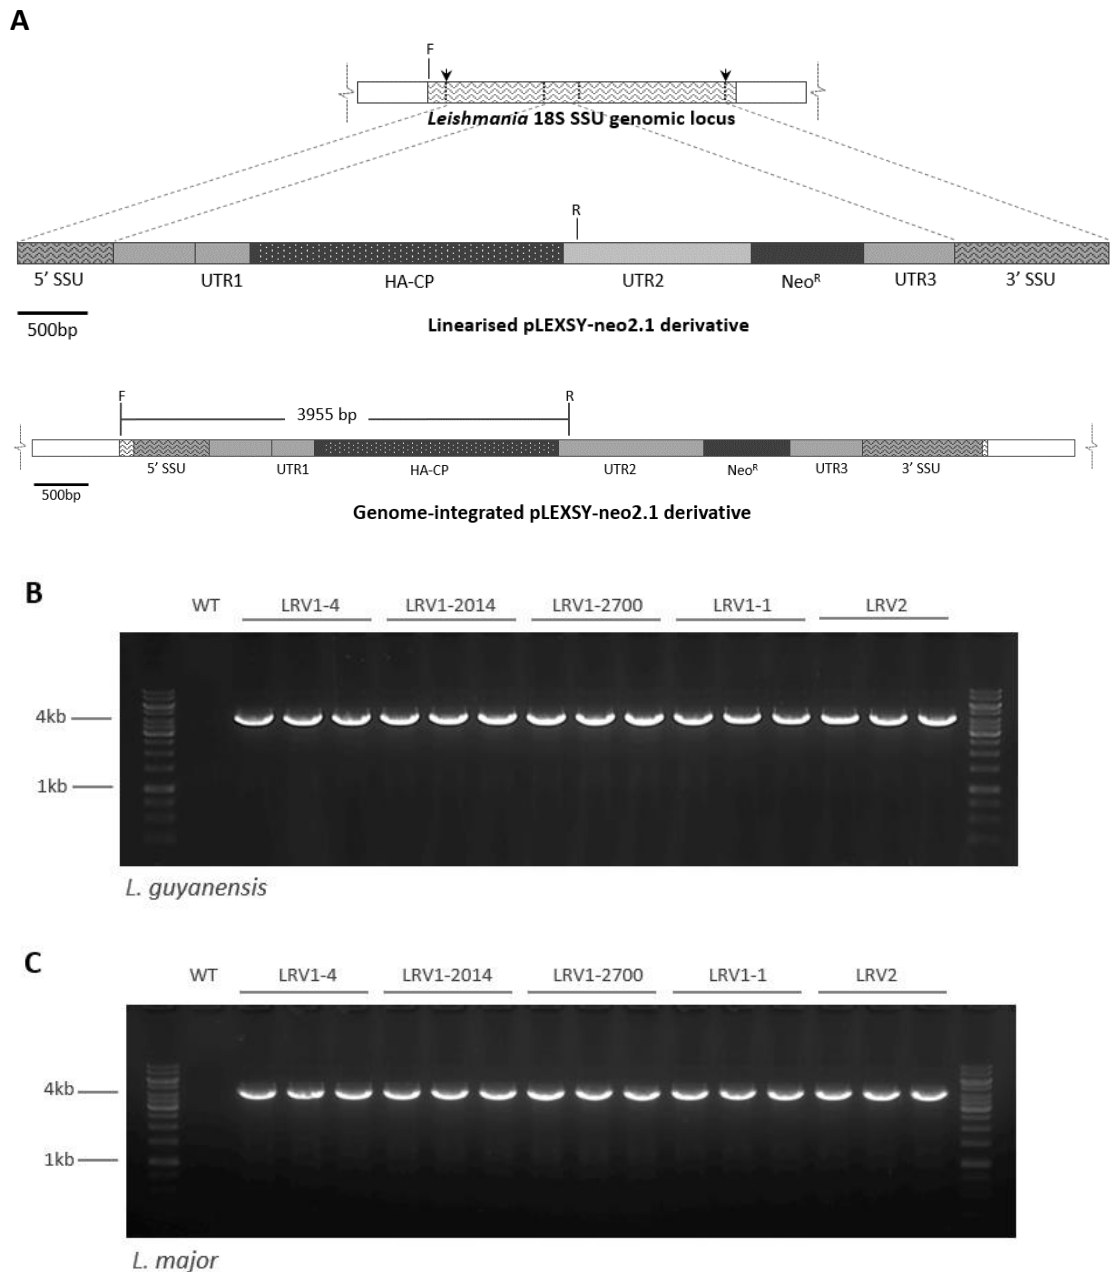 A
F
Leishmania 18S SSU genomic locus
R
5′ SSU UTR1 HA-CP UTR2 Neoᴿ UTR3 3′ SSU
500bp
Linearised pLEXSY-neo2.1 derivative
F R
3955 bp
5′ SSU UTR1 HA-CP UTR2 Neoᴿ UTR3 3′ SSU
500bp
Genome-integrated pLEXSY-neo2.1 derivative
B
WT LRV1-4 LRV1-2014 LRV1-2700 LRV1-1 LRV2
4kb
1kb
L. guyanensis
C
WT LRV1-4 LRV1-2014 LRV1-2700 LRV1-1 LRV2
4kb
1kb
L. major